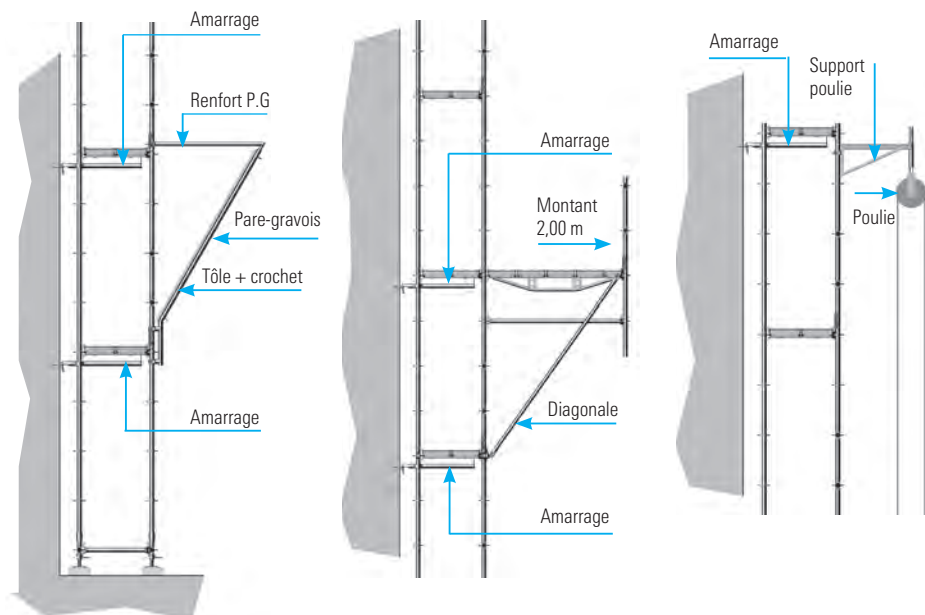 Amarrage
Renfort P.G
Pare-gravois
Tôle + crochet
Amarrage
Amarrage
Montant
2,00 m
Diagonale
Amarrage
Amarrage
Support
poulie
Poulie